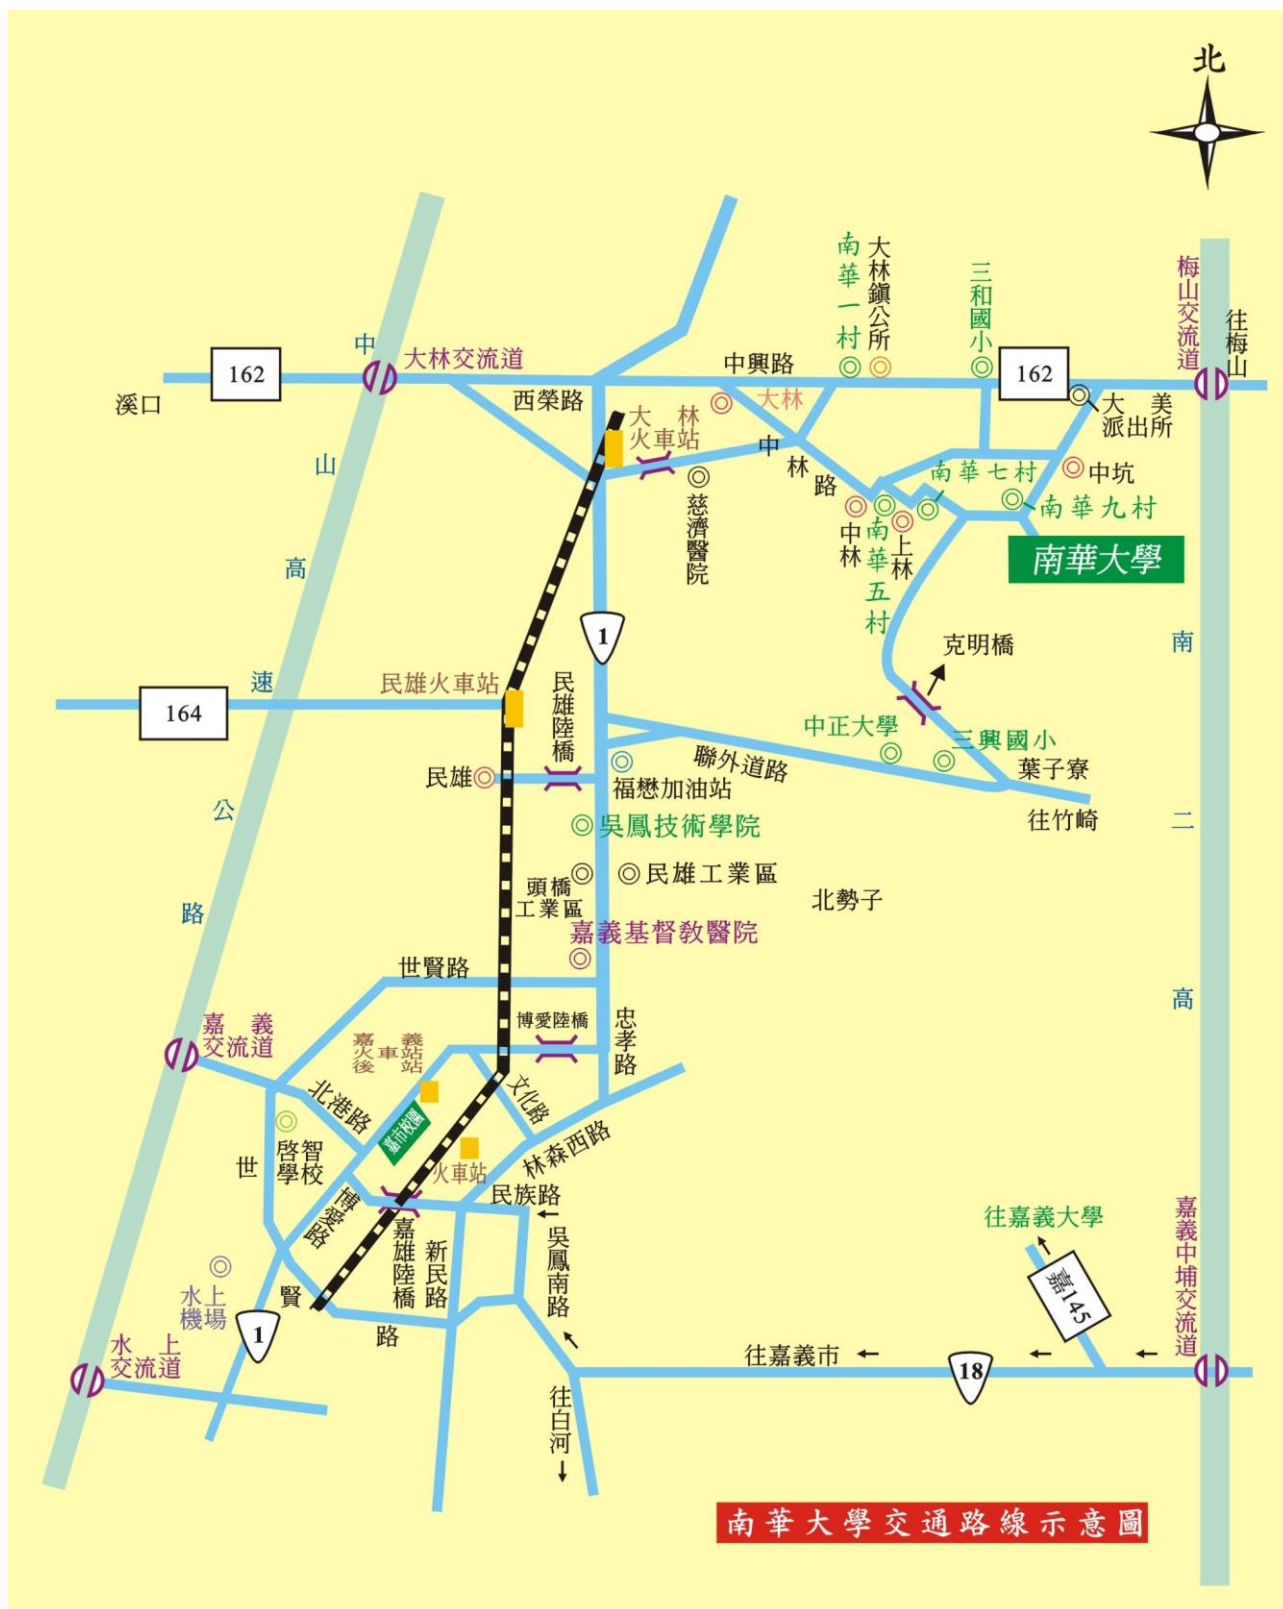 北
南華一村
大林鎮公所
三和國小
梅山交流道
往梅山
中山高速公路
大林交流道
162
溪口
西榮路
中興路
162
大林
大林
火車站
大美
派出所
中林路
慈濟醫院
中林
南華五村
上林
南華七村
中坑
南華九村
南華大學
1
克明橋
南二高
164
民雄火車站
民雄陸橋
中正大學
三興國小
聯外道路
葉子寮
往竹崎
民雄
福懋加油站
吳鳳技術學院
頭橋
工業區
民雄工業區
北勢子
嘉義基督教醫院
世賢路
嘉義
交流道
嘉義
火車站
後站
博愛陸橋
忠孝路
北港路
文化路
嘉市校園
啓智
學校
火車站
林森西路
世賢路
博愛路
民族路
嘉雄陸橋
新民路
吳鳳南路
往嘉義大學
嘉145
嘉義中埔交流道
水上
機場
1
水上
交流道
往嘉義市
18
往白河
南華大學交通路線示意圖